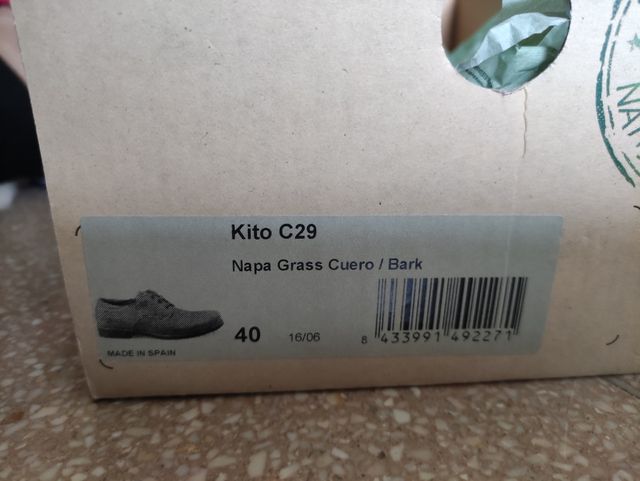 Kito C29
Napa Grass Cuero / Bark
40 16/06
8 433991 492271
MADE IN SPAIN